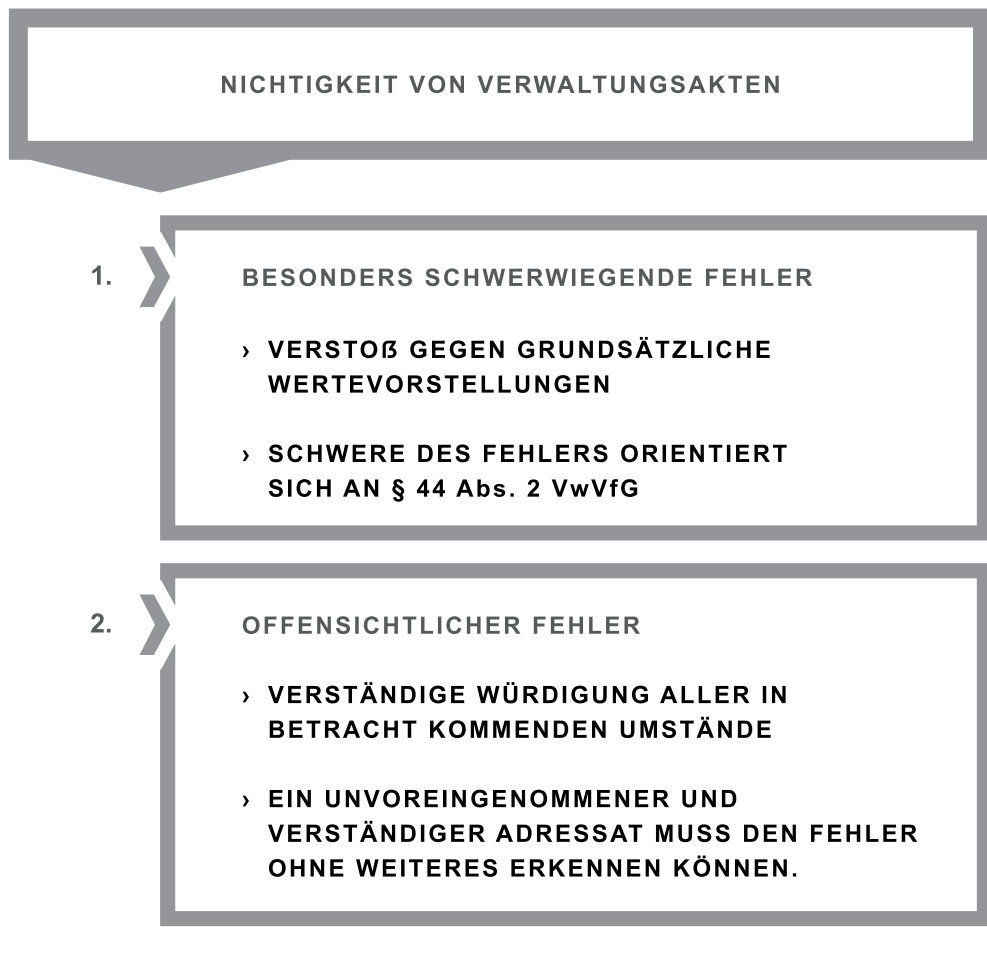 NICHTIGKEIT VON VERWALTUNGSAKTEN
1.
BESONDERS SCHWERWIEGENDE FEHLER
› VERSTOß GEGEN GRUNDSÄTZLICHE
WERTEVORSTELLUNGEN
› SCHWERE DES FEHLERS ORIENTIERT
SICH AN § 44 Abs. 2 VwVfG
2.
OFFENSICHTLICHER FEHLER
› VERSTÄNDIGE WÜRDIGUNG ALLER IN
BETRACHT KOMMENDEN UMSTÄNDE
› EIN UNVOREINGENOMMENER UND
VERSTÄNDIGER ADRESSAT MUSS DEN FEHLER
OHNE WEITERES ERKENNEN KÖNNEN.